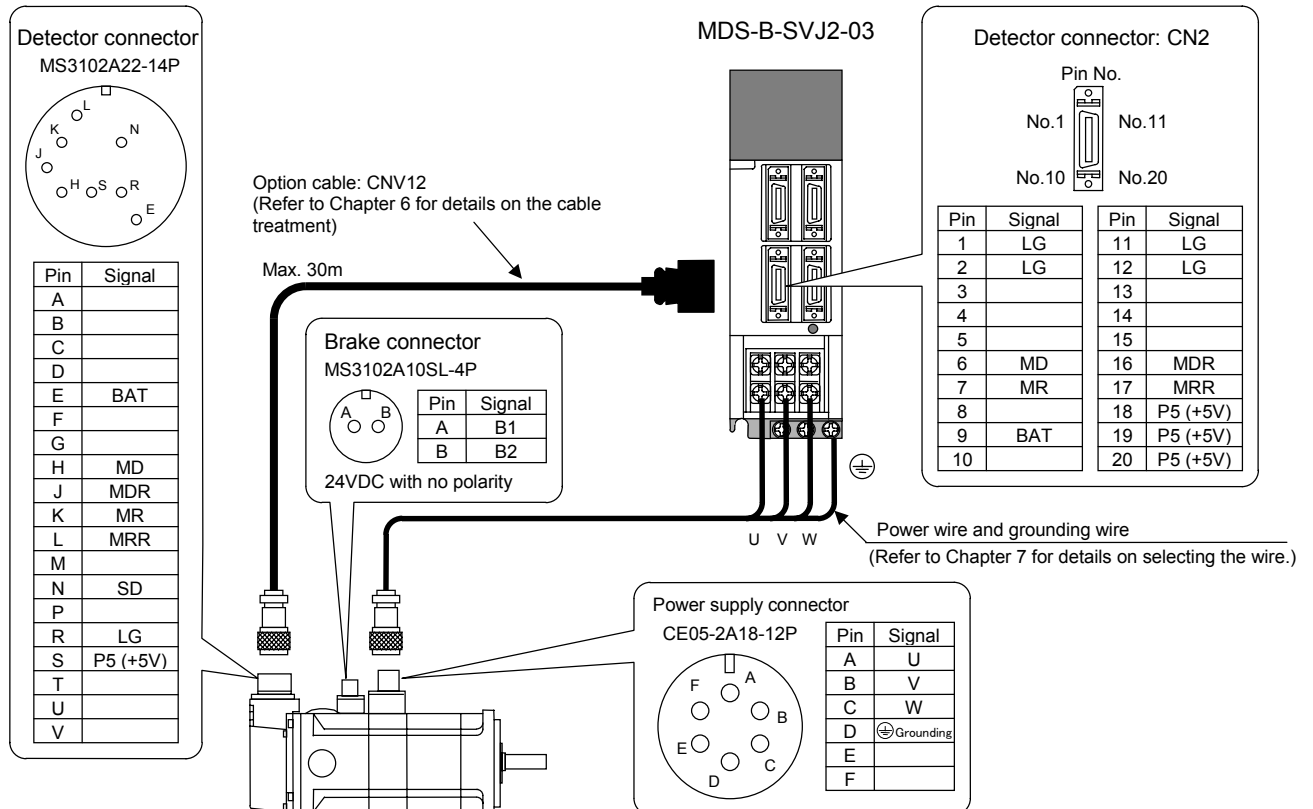 MDS-B-SVJ2-03
Detector connector
MS3102A22-14P
L
K
N
J
H
S
R
E
Pin Signal
A
B
C
D
E BAT
F
G
H MD
J MDR
K MR
L MRR
M
N SD
P
R LG
S P5 (+5V)
T
U
V
Option cable: CNV12
(Refer to Chapter 6 for details on the cable
treatment)
Max. 30m
Brake connector
MS3102A10SL-4P
A B
Pin Signal
A B1
B B2
24VDC with no polarity
Detector connector: CN2
Pin No.
No.1 No.11
No.10 No.20
Pin Signal Pin Signal
1 LG 11 LG
2 LG 12 LG
3 13
4 14
5 15
6 MD 16 MDR
7 MR 17 MRR
8 18 P5 (+5V)
9 BAT 19 P5 (+5V)
10 20 P5 (+5V)
U V W
Power wire and grounding wire
(Refer to Chapter 7 for details on selecting the wire.)
Power supply connector
CE05-2A18-12P
F A
B
E
D C
Pin Signal
A U
B V
C W
D Grounding
E
F